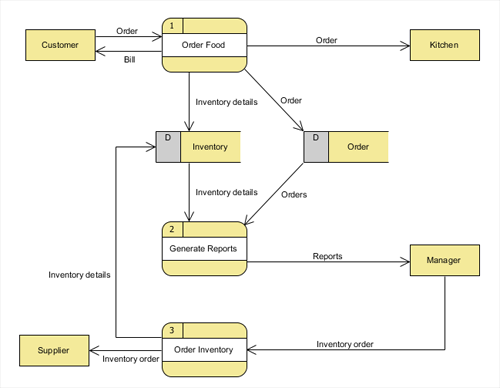 1
Order
Customer
Order Food
Order
Kitchen
Bill
Inventory details
Order
D
Inventory
D
Order
Inventory details
Orders
2
Generate Reports
Reports
Manager
Inventory details
3
Supplier
Inventory order
Order Inventory
Inventory order